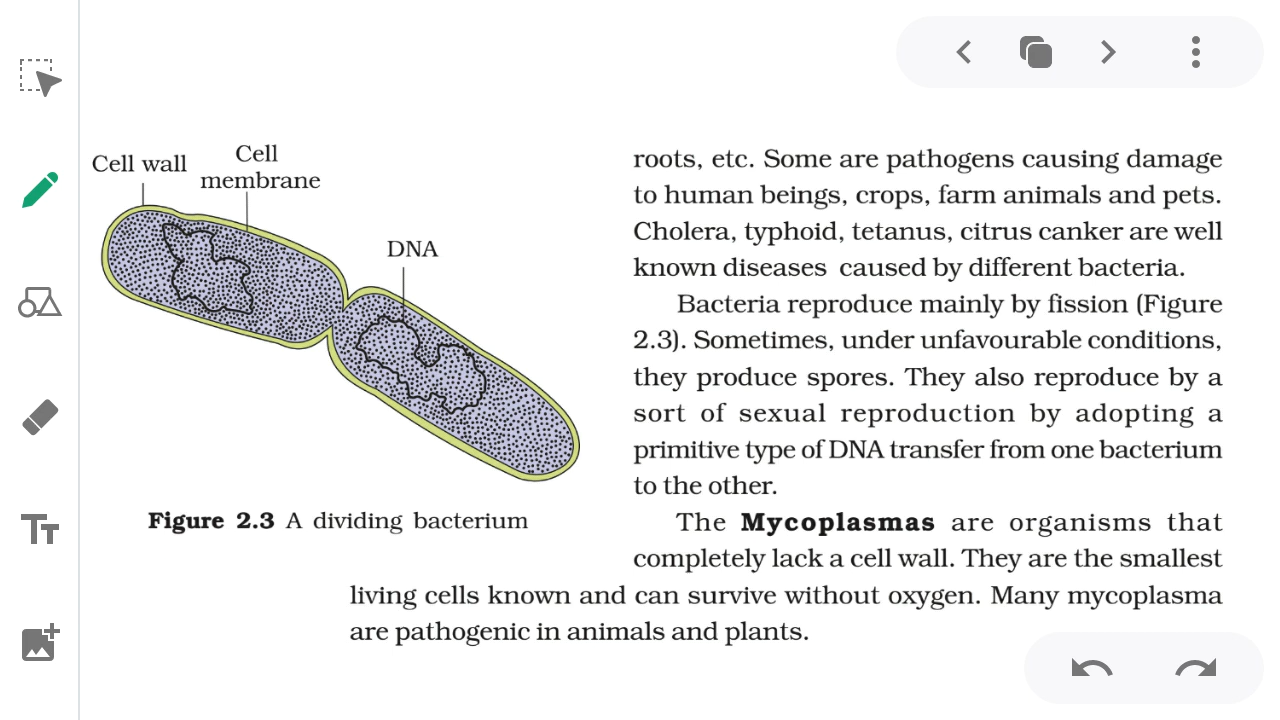 Cell wall
Cell
membrane
DNA
Figure 2.3 A dividing bacterium
roots, etc. Some are pathogens causing damage
to human beings, crops, farm animals and pets.
Cholera, typhoid, tetanus, citrus canker are well
known diseases caused by different bacteria.
Bacteria reproduce mainly by fission (Figure
2.3). Sometimes, under unfavourable conditions,
they produce spores. They also reproduce by a
sort of sexual reproduction by adopting a
primitive type of DNA transfer from one bacterium
to the other.
The Mycoplasmas are organisms that
completely lack a cell wall. They are the smallest
living cells known and can survive without oxygen. Many mycoplasma
are pathogenic in animals and plants.
TT